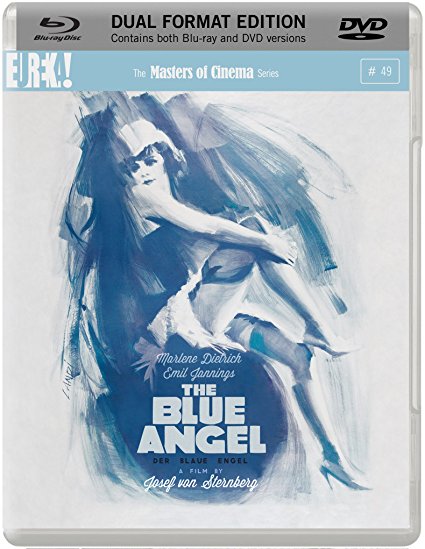 Blu-ray Disc
DUAL FORMAT EDITION
Contains both Blu-ray and DVD versions
DVD
VIDEO
EUREKA!
The Masters of Cinema Series
# 49
Marlene Dietrich
Emil Jannings
THE
BLUE
ANGEL
DER BLAUE ENGEL
A FILM BY
Josef von Sternberg